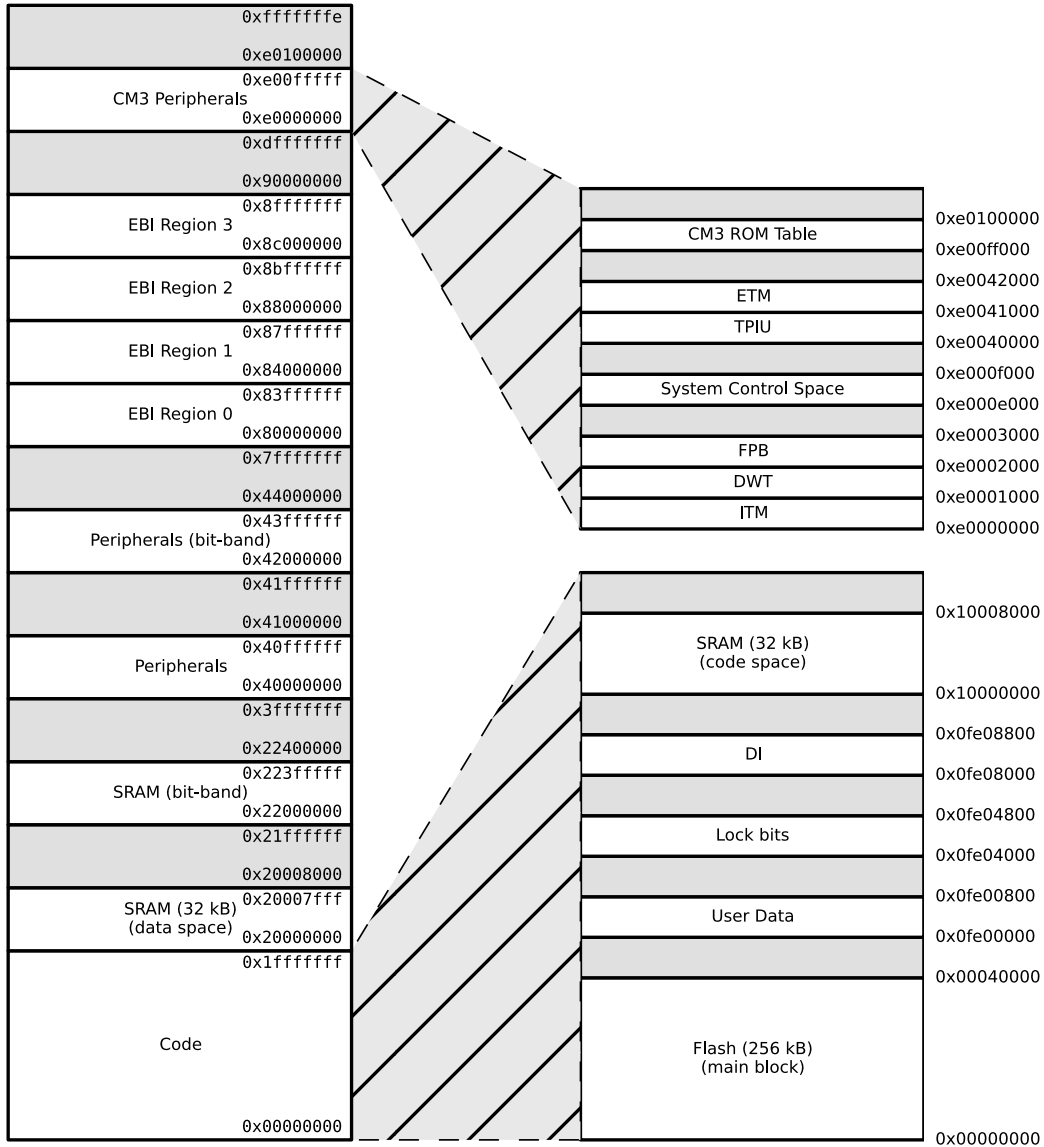 0xfffffffe
0xe0100000
0xe00fffff
CM3 Peripherals
0xe0000000
0xdfffffff
0x90000000
0x8fffffff
EBI Region 3
0x8c000000
0x8bffffff
EBI Region 2
0x88000000
0x87ffffff
EBI Region 1
0x84000000
0x83ffffff
EBI Region 0
0x80000000
0x7fffffff
0x44000000
0x43ffffff
Peripherals (bit-band)
0x42000000
0x41ffffff
0x41000000
0x40ffffff
Peripherals
0x40000000
0x3fffffff
0x22400000
0x223fffff
SRAM (bit-band)
0x22000000
0x21ffffff
0x20008000
0x20007fff
SRAM (32 kB)
(data space)
0x20000000
0x1fffffff
Code
0x00000000
0xe0100000
CM3 ROM Table
0xe00ff000
0xe0042000
ETM
0xe0041000
TPIU
0xe0040000
0xe000f000
System Control Space
0xe000e000
0xe0003000
FPB
0xe0002000
DWT
0xe0001000
ITM
0xe0000000
0x10008000
SRAM (32 kB)
(code space)
0x10000000
0x0fe08800
DI
0x0fe08000
0x0fe04800
Lock bits
0x0fe04000
0x0fe00800
User Data
0x0fe00000
0x00040000
Flash (256 kB)
(main block)
0x00000000